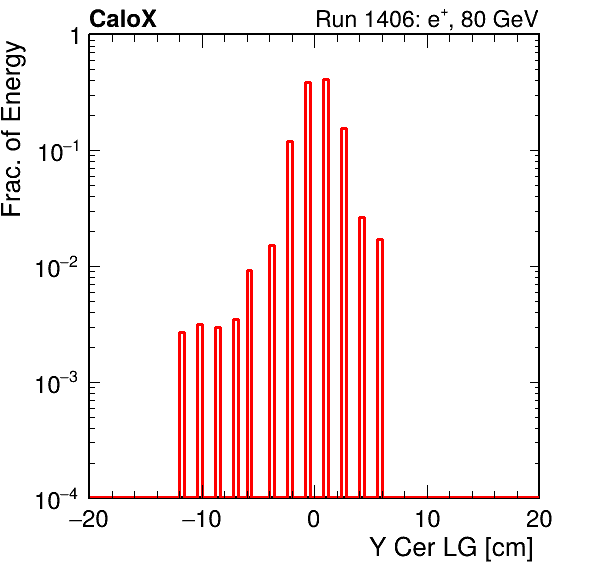 CaloX Run 1406: e⁺, 80 GeV
Frac. of Energy
1
10⁻¹
10⁻²
10⁻³
10⁻⁴
−20 −10 0 10 20
Y Cer LG [cm]